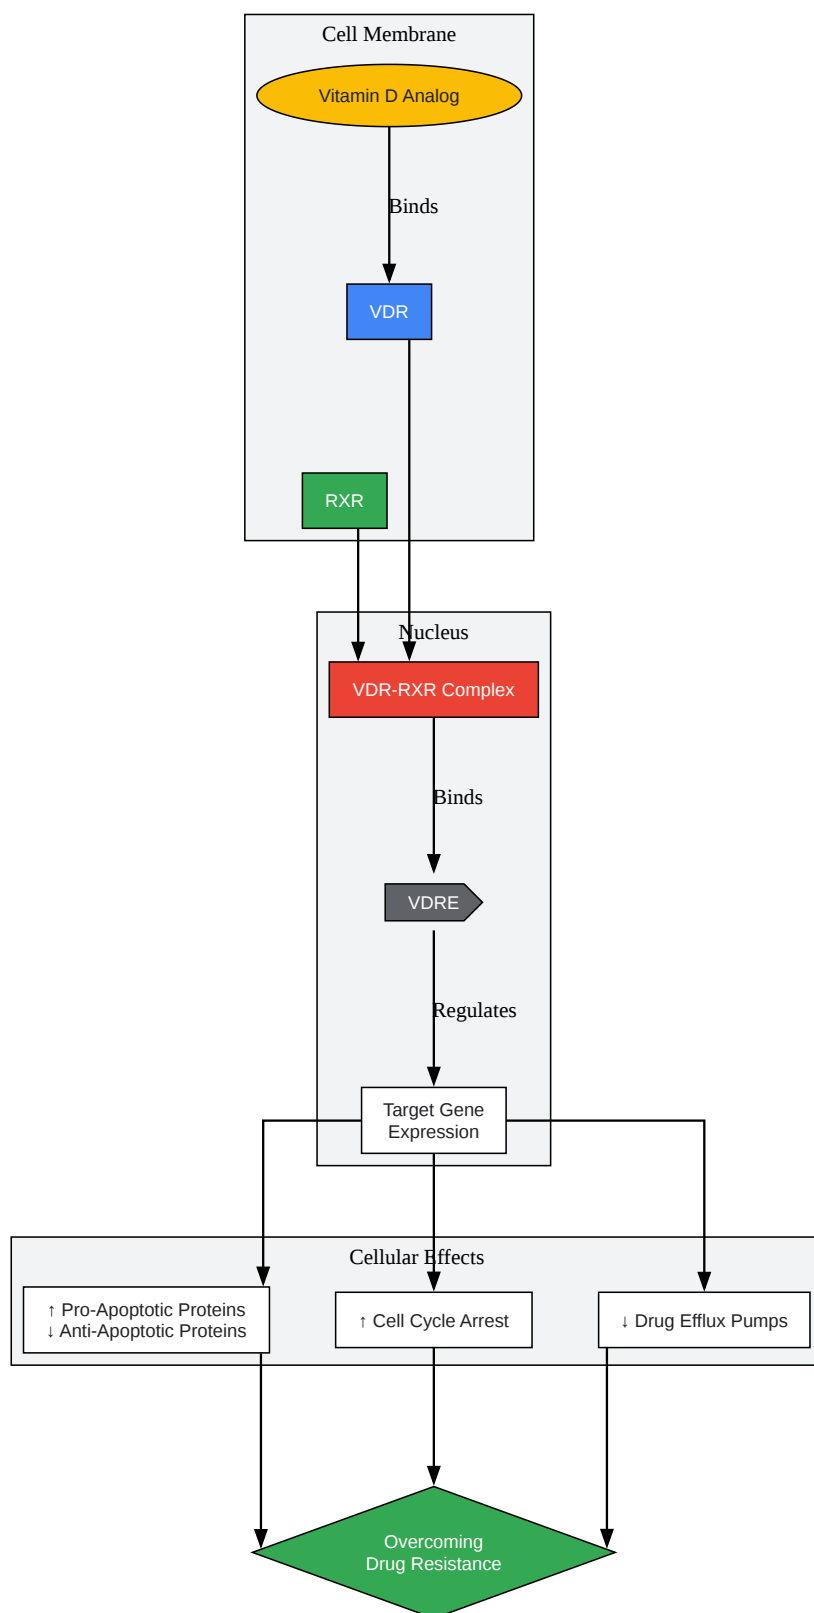 Cell Membrane
Vitamin D Analog
Binds
VDR
RXR
Nucleus
VDR-RXR Complex
Binds
VDRE
Regulates
Target Gene
Expression
Cellular Effects
↑ Pro-Apoptotic Proteins
↓ Anti-Apoptotic Proteins
↑ Cell Cycle Arrest
↓ Drug Efflux Pumps
Overcoming
Drug Resistance